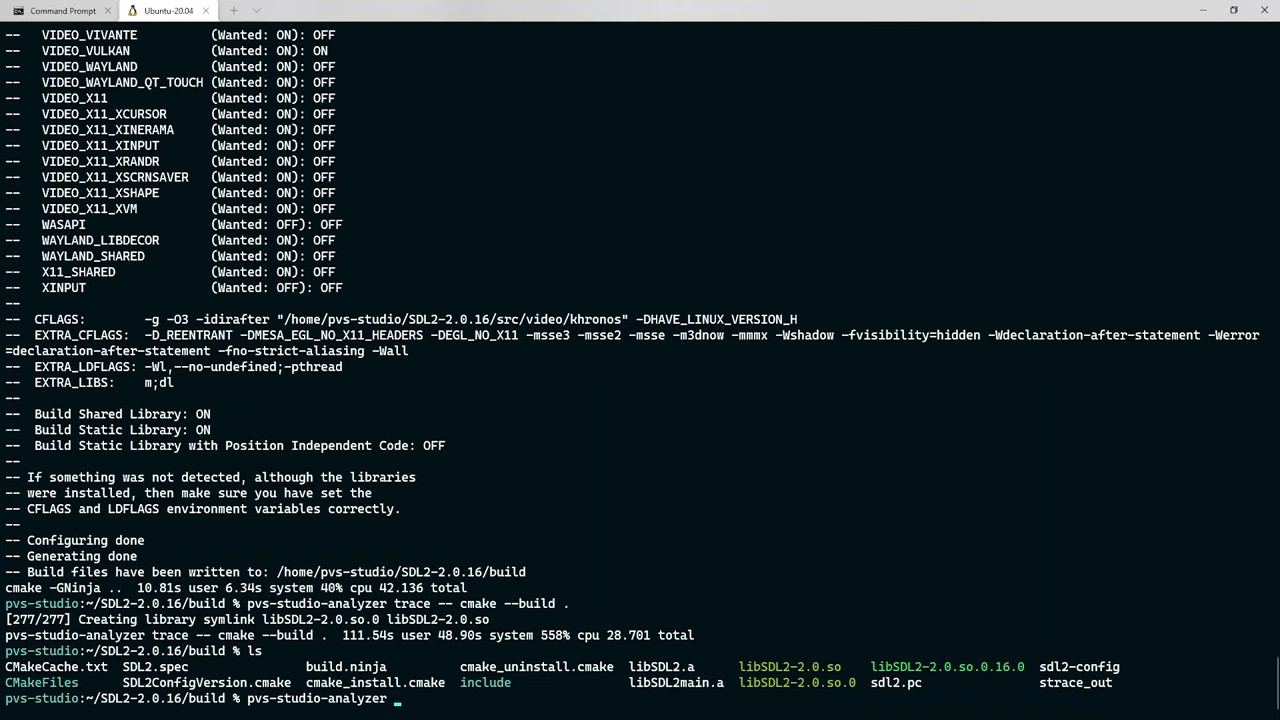 Command Prompt
Ubuntu-20.04
--   VIDEO_VIVANTE          (Wanted: ON): OFF
--   VIDEO_VULKAN           (Wanted: ON): ON
--   VIDEO_WAYLAND          (Wanted: ON): OFF
--   VIDEO_WAYLAND_QT_TOUCH (Wanted: ON): OFF
--   VIDEO_X11              (Wanted: ON): OFF
--   VIDEO_X11_XCURSOR      (Wanted: ON): OFF
--   VIDEO_X11_XINERAMA     (Wanted: ON): OFF
--   VIDEO_X11_XINPUT       (Wanted: ON): OFF
--   VIDEO_X11_XRANDR       (Wanted: ON): OFF
--   VIDEO_X11_XSCRNSAVER   (Wanted: ON): OFF
--   VIDEO_X11_XSHAPE       (Wanted: ON): OFF
--   VIDEO_X11_XVM          (Wanted: ON): OFF
--   WASAPI                 (Wanted: OFF): OFF
--   WAYLAND_LIBDECOR       (Wanted: ON): OFF
--   WAYLAND_SHARED         (Wanted: ON): OFF
--   X11_SHARED             (Wanted: ON): OFF
--   XINPUT                 (Wanted: OFF): OFF
--
--  CFLAGS:        -g -O3 -idirafter "/home/pvs-studio/SDL2-2.0.16/src/video/khronos" -DHAVE_LINUX_VERSION_H
--  EXTRA_CFLAGS:  -D_REENTRANT -DMESA_EGL_NO_X11_HEADERS -DEGL_NO_X11 -msse3 -msse2 -msse -m3dnow -mmmx -Wshadow -fvisibility=hidden -Wdeclaration-after-statement -Werror
=declaration-after-statement -fno-strict-aliasing -Wall
--  EXTRA_LDFLAGS: -Wl,--no-undefined;-pthread
--  EXTRA_LIBS:    m;dl
--
--  Build Shared Library: ON
--  Build Static Library: ON
--  Build Static Library with Position Independent Code: OFF
--
-- If something was not detected, although the libraries
-- were installed, then make sure you have set the
-- CFLAGS and LDFLAGS environment variables correctly.
--
-- Configuring done
-- Generating done
-- Build files have been written to: /home/pvs-studio/SDL2-2.0.16/build
cmake -GNinja ..  10.81s user 6.34s system 40% cpu 42.136 total
pvs-studio:~/SDL2-2.0.16/build % pvs-studio-analyzer trace -- cmake --build .
[277/277] Creating library symlink libSDL2-2.0.so.0 libSDL2-2.0.so
pvs-studio-analyzer trace -- cmake --build .  111.54s user 48.90s system 558% cpu 28.701 total
pvs-studio:~/SDL2-2.0.16/build % ls
CMakeCache.txt  SDL2.spec               build.ninja          cmake_uninstall.cmake  libSDL2.a      libSDL2-2.0.so    libSDL2-2.0.so.0.16.0  sdl2-config
CMakeFiles      SDL2ConfigVersion.cmake  cmake_install.cmake  include                libSDL2main.a  libSDL2-2.0.so.0  sdl2.pc                strace_out
pvs-studio:~/SDL2-2.0.16/build % pvs-studio-analyzer